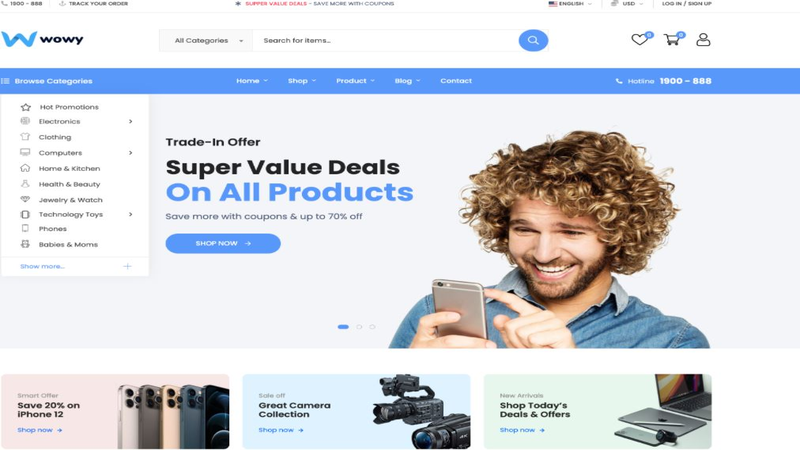 1900 - 888
TRACK YOUR ORDER
SUPPER VALUE DEALS - SAVE MORE WITH COUPONS
ENGLISH
USD
LOG IN / SIGN UP
wowy
All Categories
Search for items...
0
0
Browse Categories
Home
Shop
Product
Blog
Contact
Hotline 1900 - 888
Hot Promotions
Electronics
Clothing
Computers
Home & Kitchen
Health & Beauty
Jewelry & Watch
Technology Toys
Phones
Babies & Moms
Show more...
Trade-In Offer
Super Value Deals
On All Products
Save more with coupons & up to 70% off
SHOP NOW
Smart Offer
Save 20% on
iPhone 12
Shop now
Sale off
Great Camera
Collection
Shop now
New Arrivals
Shop Today's
Deals & Offers
Shop now